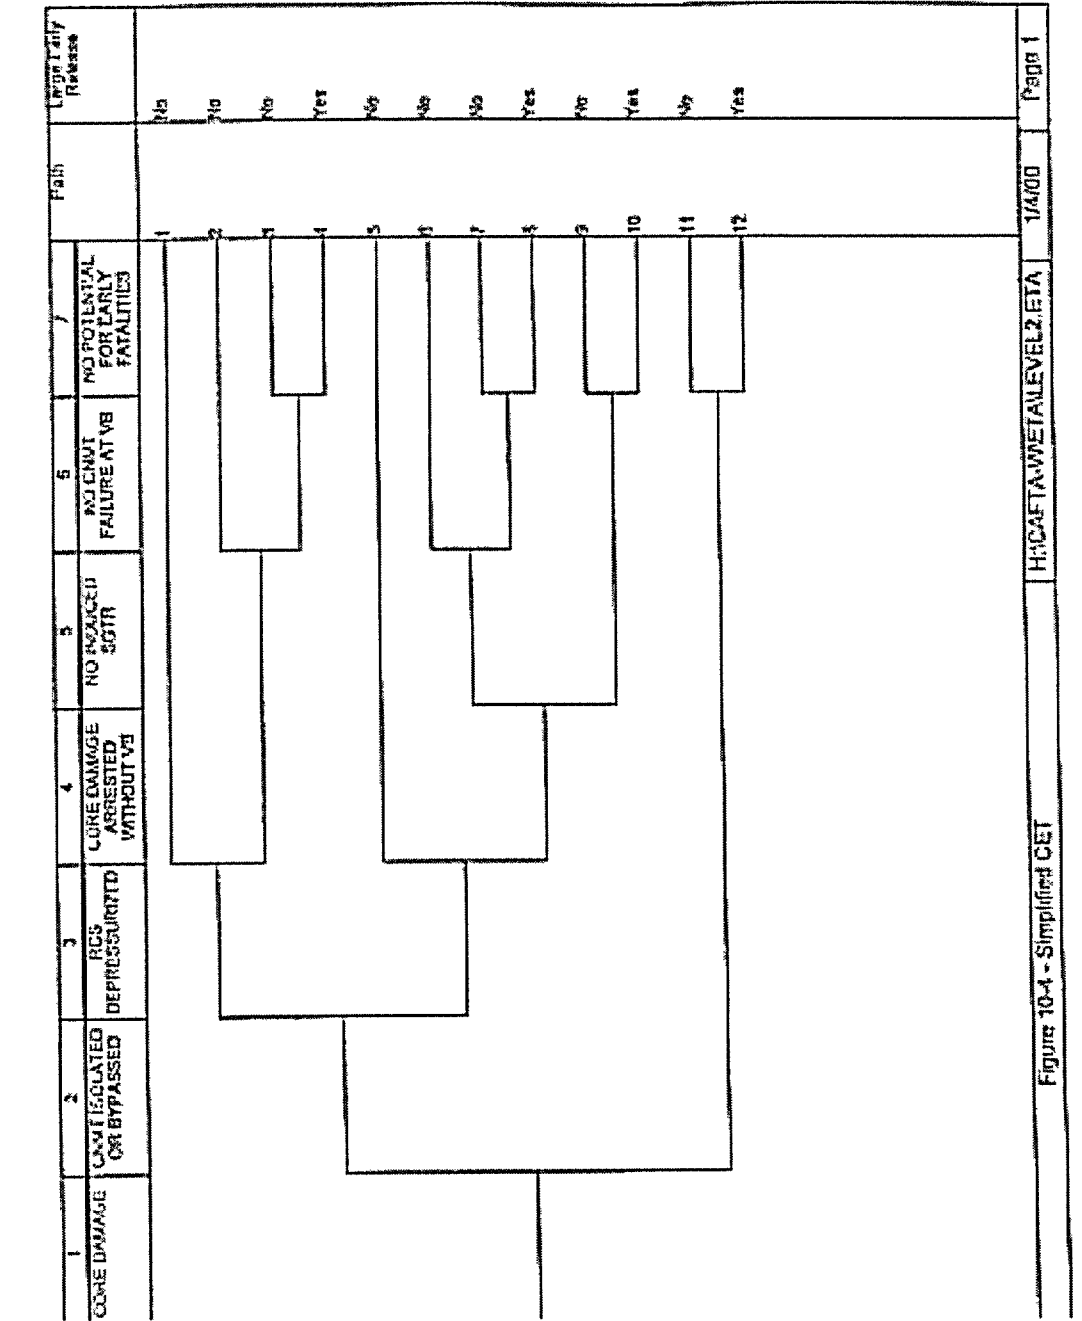 1
2
3
4
5
6
7
Path
Large Early
Release
CORE DAMAGE
CNMT ISOLATED
OR BYPASSED
RCS
DEPRESSURIZED
CORE DAMAGE
ARRESTED
WITHOUT VB
NO INDUCED
SGTR
NO CNMT
FAILURE AT VB
NO POTENTIAL
FOR EARLY
FATALITIES
1 No
2 No
3 No
4 Yes
5 No
6 No
7 No
8 Yes
9 No
10 Yes
11 No
12 Yes
Figure 10-4 - Simplified CET
H:\CAFTA-W\ETA\LEVEL2.ETA
1/4/00
Page 1